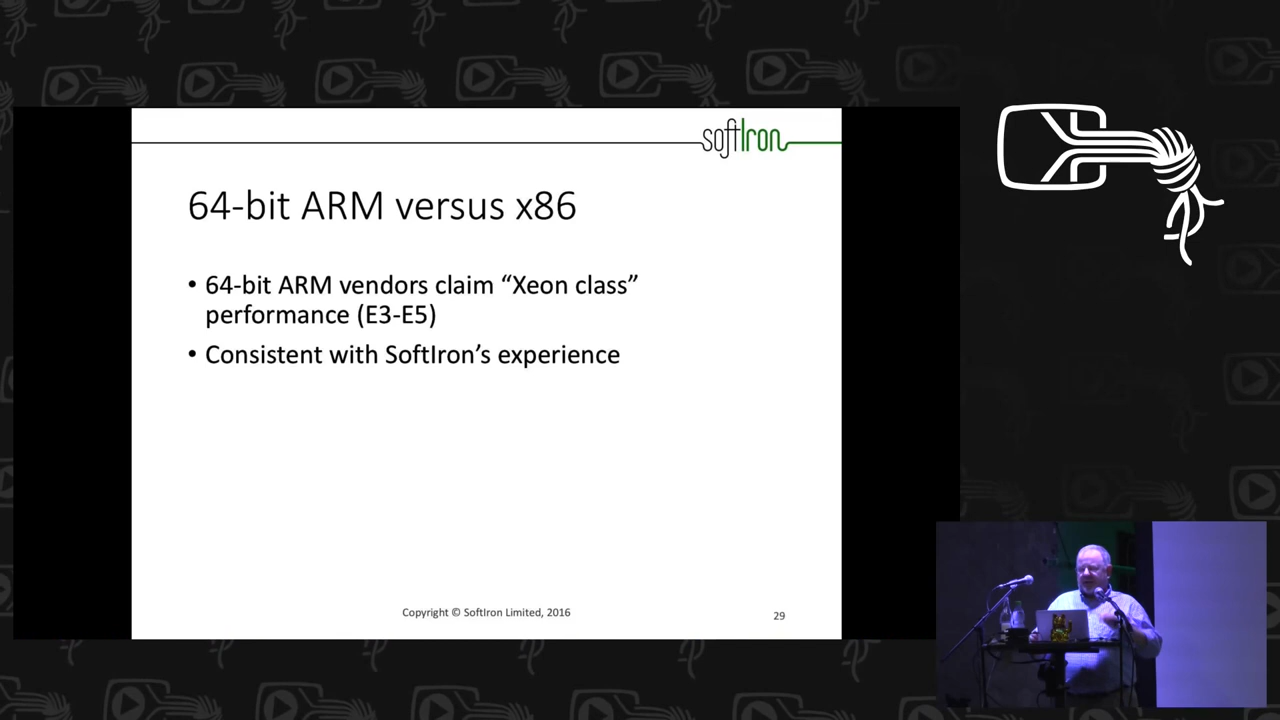 softIron
64-bit ARM versus x86
• 64-bit ARM vendors claim “Xeon class”
performance (E3-E5)
• Consistent with SoftIron’s experience
Copyright © SoftIron Limited, 2016
29